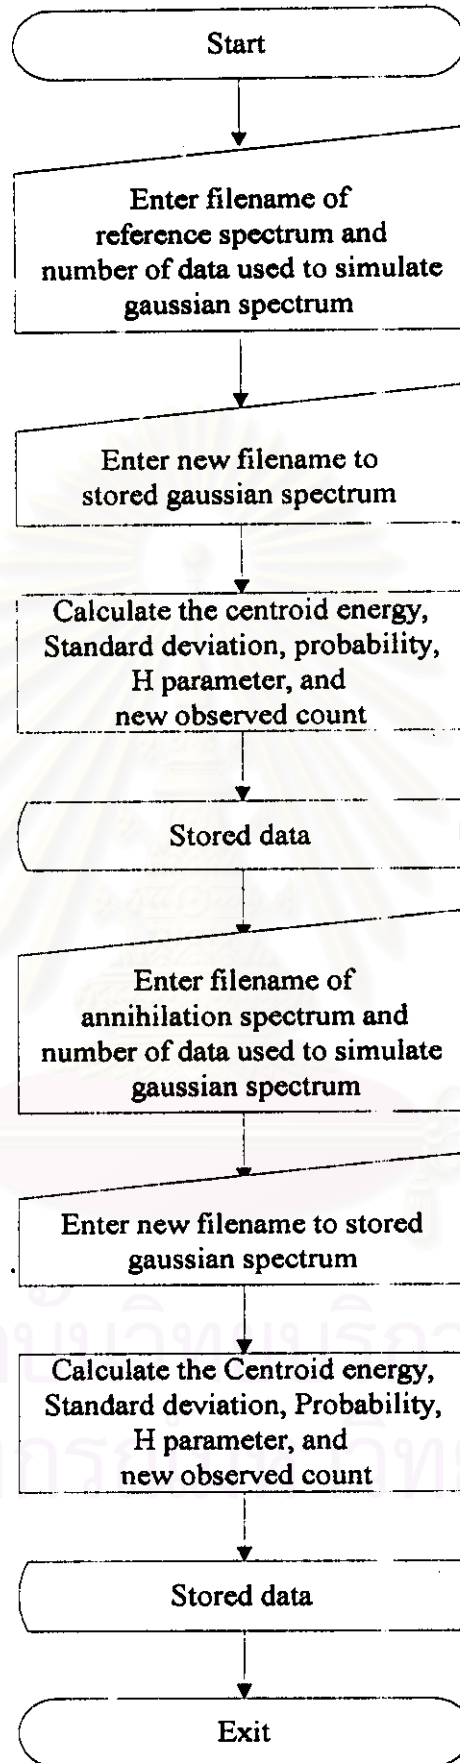 Start
Enter filename of
reference spectrum and
number of data used to simulate
gaussian spectrum
Enter new filename to
stored gaussian spectrum
Calculate the centroid energy,
Standard deviation, probability,
H parameter, and
new observed count
Stored data
Enter filename of
annihilation spectrum and
number of data used to simulate
gaussian spectrum
Enter new filename to stored
gaussian spectrum
Calculate the Centroid energy,
Standard deviation, Probability,
H parameter, and
new observed count
Stored data
Exit